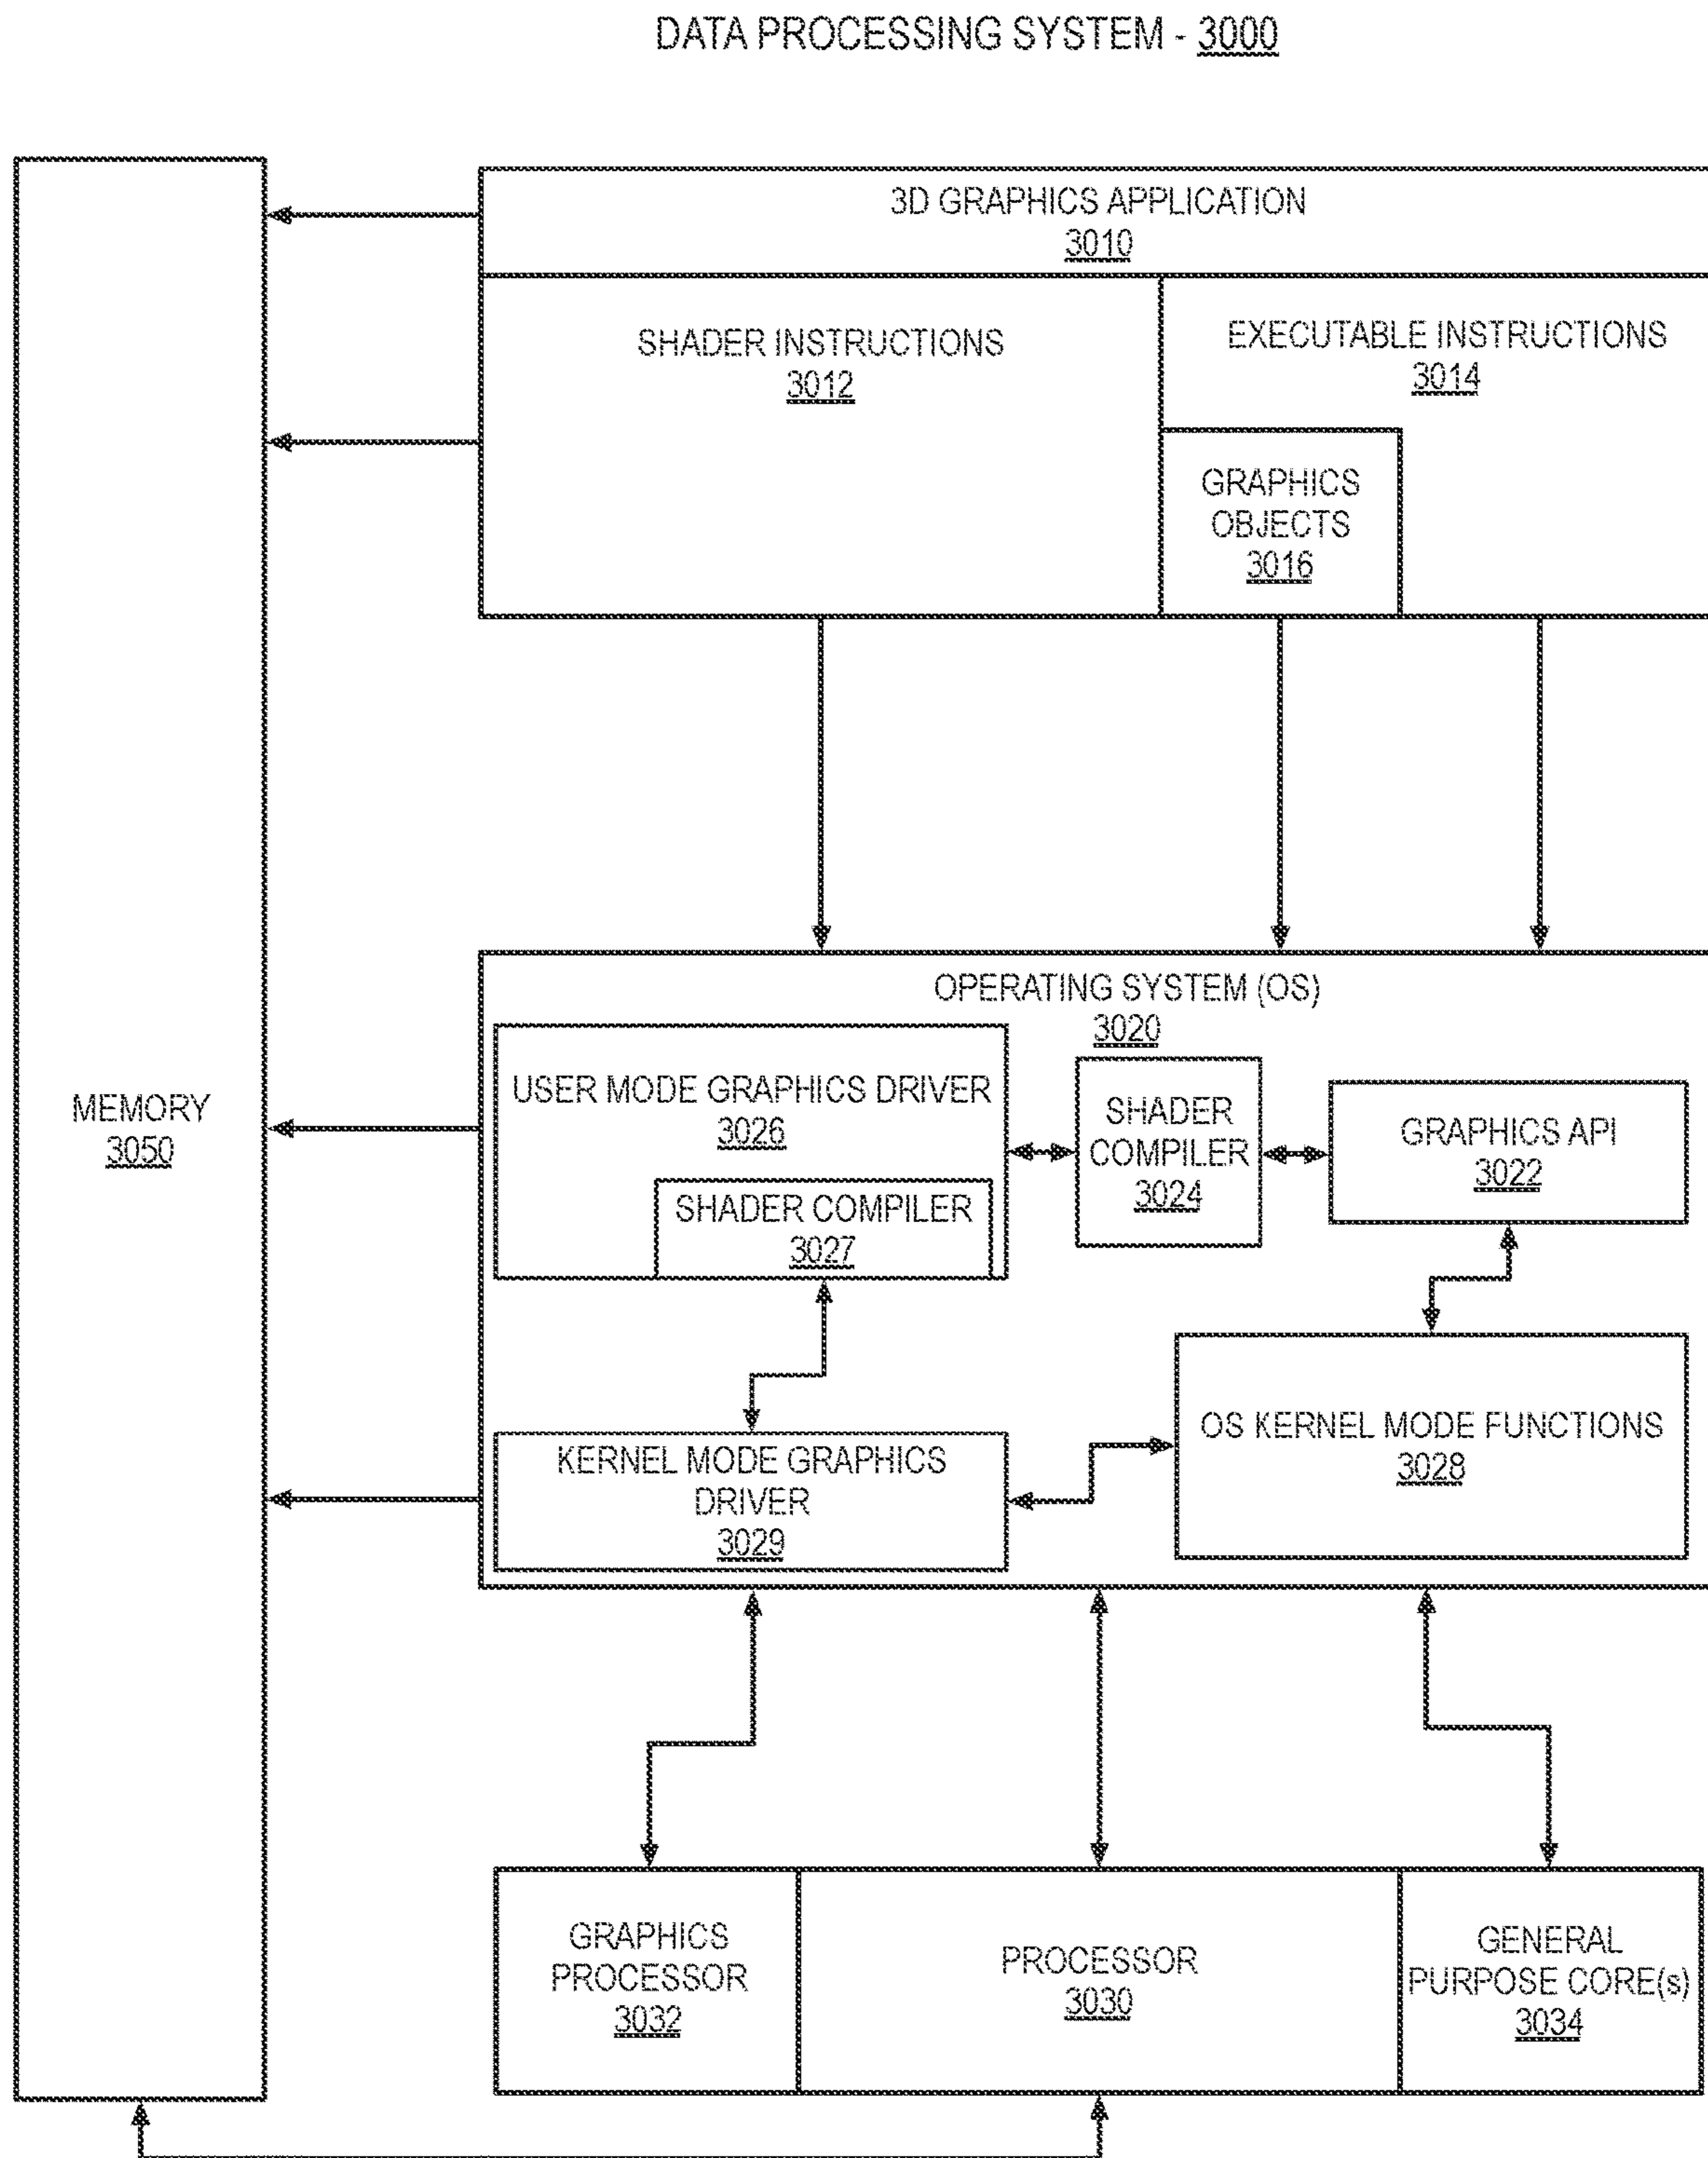 DATA PROCESSING SYSTEM - 3000
3D GRAPHICS APPLICATION
3010
SHADER INSTRUCTIONS
3012
EXECUTABLE INSTRUCTIONS
3014
GRAPHICS
OBJECTS
3016
MEMORY
3050
OPERATING SYSTEM (OS)
3020
USER MODE GRAPHICS DRIVER
3026
SHADER COMPILER
3027
SHADER
COMPILER
3024
GRAPHICS API
3022
KERNEL MODE GRAPHICS
DRIVER
3029
OS KERNEL MODE FUNCTIONS
3028
GRAPHICS
PROCESSOR
3032
PROCESSOR
3030
GENERAL
PURPOSE CORE(s)
3034